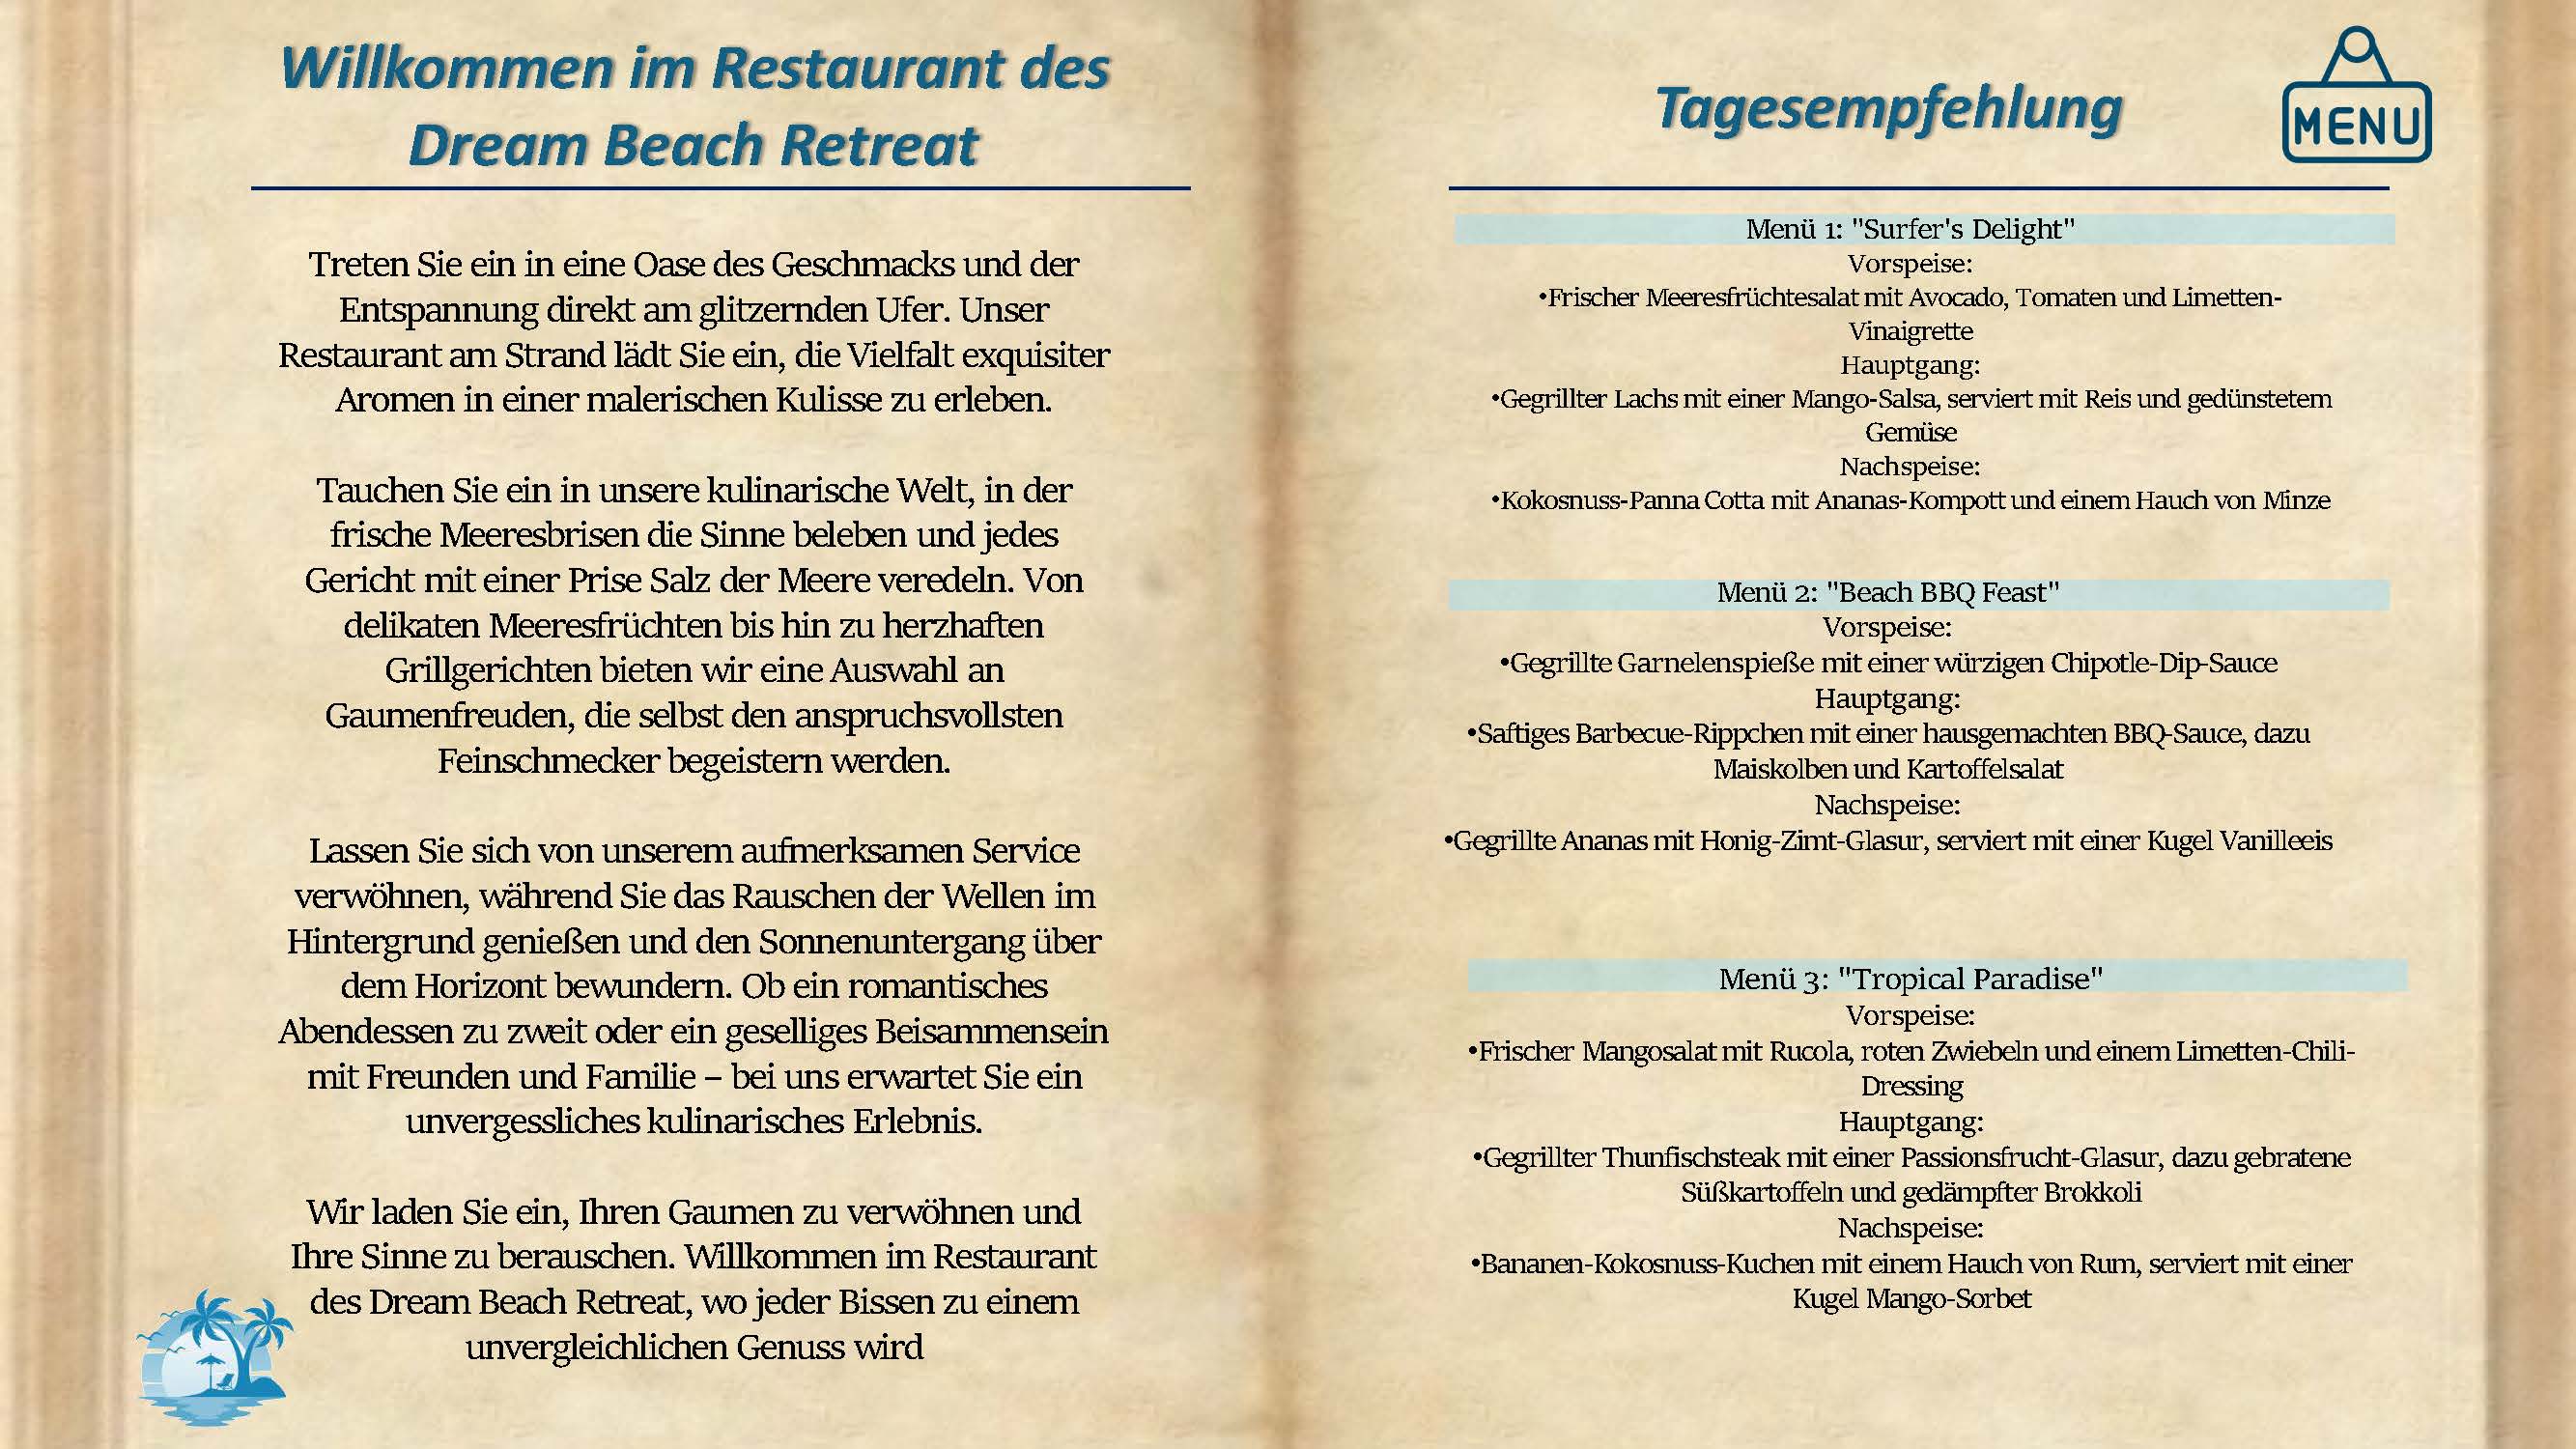 Willkommen im Restaurant des
Dream Beach Retreat
Treten Sie ein in eine Oase des Geschmacks und der
Entspannung direkt am glitzernden Ufer. Unser
Restaurant am Strand lädt Sie ein, die Vielfalt exquisiter
Aromen in einer malerischen Kulisse zu erleben.
Tauchen Sie ein in unsere kulinarische Welt, in der
frische Meeresbrisen die Sinne beleben und jedes
Gericht mit einer Prise Salz der Meere veredeln. Von
delikaten Meeresfrüchten bis hin zu herzhaften
Grillgerichten bieten wir eine Auswahl an
Gaumenfreuden, die selbst den anspruchsvollsten
Feinschmecker begeistern werden.
Lassen Sie sich von unserem aufmerksamen Service
verwöhnen, während Sie das Rauschen der Wellen im
Hintergrund genießen und den Sonnenuntergang über
dem Horizont bewundern. Ob ein romantisches
Abendessen zu zweit oder ein geselliges Beisammensein
mit Freunden und Familie – bei uns erwartet Sie ein
unvergessliches kulinarisches Erlebnis.
Wir laden Sie ein, Ihren Gaumen zu verwöhnen und
Ihre Sinne zu berauschen. Willkommen im Restaurant
des Dream Beach Retreat, wo jeder Bissen zu einem
unvergleichlichen Genuss wird
Tagesempfehlung
MENU
Menü 1: "Surfer's Delight"
Vorspeise:
•Frischer Meeresfrüchtesalat mit Avocado, Tomaten und Limetten-
Vinaigrette
Hauptgang:
•Gegrillter Lachs mit einer Mango-Salsa, serviert mit Reis und gedünstetem
Gemüse
Nachspeise:
•Kokosnuss-Panna Cotta mit Ananas-Kompott und einem Hauch von Minze
Menü 2: "Beach BBQ Feast"
Vorspeise:
•Gegrillte Garnelenspieße mit einer würzigen Chipotle-Dip-Sauce
Hauptgang:
•Saftiges Barbecue-Rippchen mit einer hausgemachten BBQ-Sauce, dazu
Maiskolben und Kartoffelsalat
Nachspeise:
•Gegrillte Ananas mit Honig-Zimt-Glasur, serviert mit einer Kugel Vanilleeis
Menü 3: "Tropical Paradise"
Vorspeise:
•Frischer Mangosalat mit Rucola, roten Zwiebeln und einem Limetten-Chili-
Dressing
Hauptgang:
•Gegrillter Thunfischsteak mit einer Passionsfrucht-Glasur, dazu gebratene
Süßkartoffeln und gedämpfter Brokkoli
Nachspeise:
•Bananen-Kokosnuss-Kuchen mit einem Hauch von Rum, serviert mit einer
Kugel Mango-Sorbet